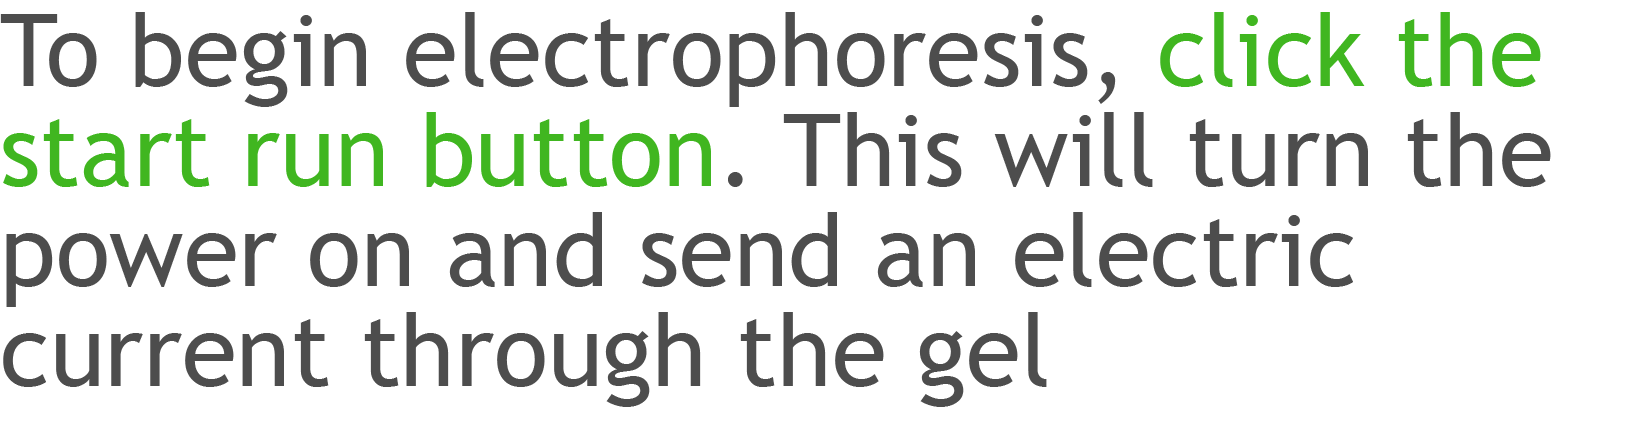 To begin electrophoresis, click the
start run button. This will turn the
power on and send an electric
current through the gel